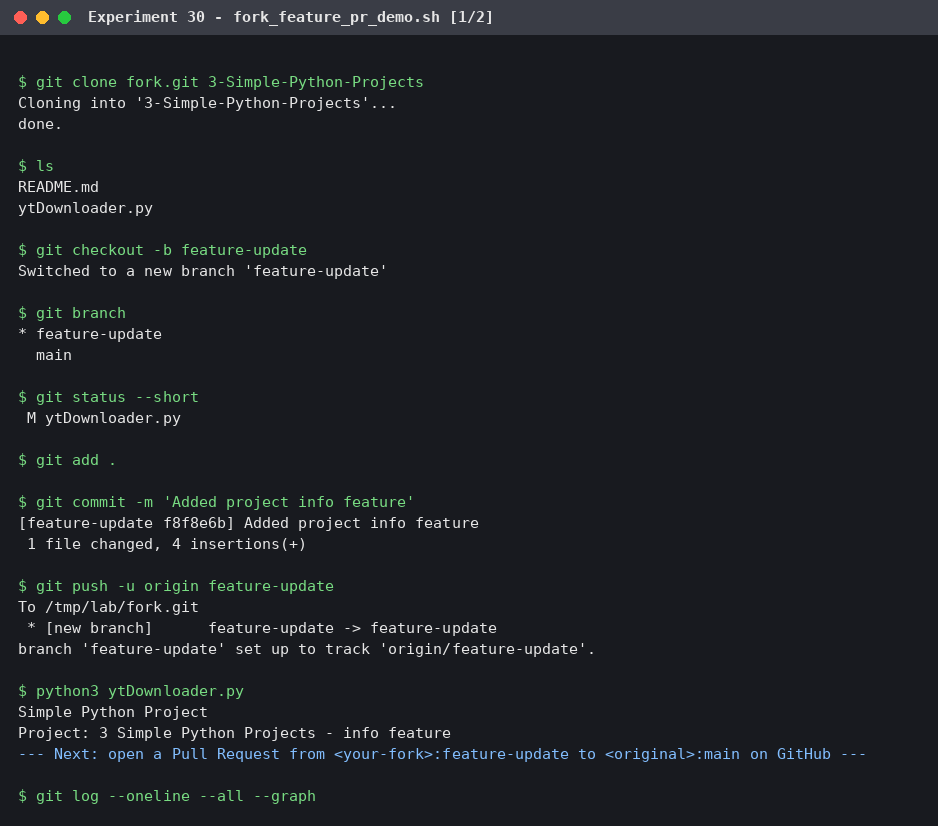 Experiment 30 - fork_feature_pr_demo.sh [1/2]
$ git clone fork.git 3-Simple-Python-Projects
Cloning into '3-Simple-Python-Projects'...
done.
$ ls
README.md
ytDownloader.py
$ git checkout -b feature-update
Switched to a new branch 'feature-update'
$ git branch
* feature-update
  main
$ git status --short
 M ytDownloader.py
$ git add .
$ git commit -m 'Added project info feature'
[feature-update f8f8e6b] Added project info feature
 1 file changed, 4 insertions(+)
$ git push -u origin feature-update
To /tmp/lab/fork.git
 * [new branch]      feature-update -> feature-update
branch 'feature-update' set up to track 'origin/feature-update'.
$ python3 ytDownloader.py
Simple Python Project
Project: 3 Simple Python Projects - info feature
--- Next: open a Pull Request from <your-fork>:feature-update to <original>:main on GitHub ---
$ git log --oneline --all --graph